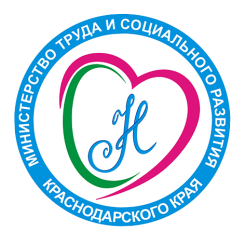 МИНИСТЕРСТВО ТРУДА И СОЦИАЛЬНОГО РАЗВИТИЯ
КРАСНОДАРСКОГО КРАЯ
Н